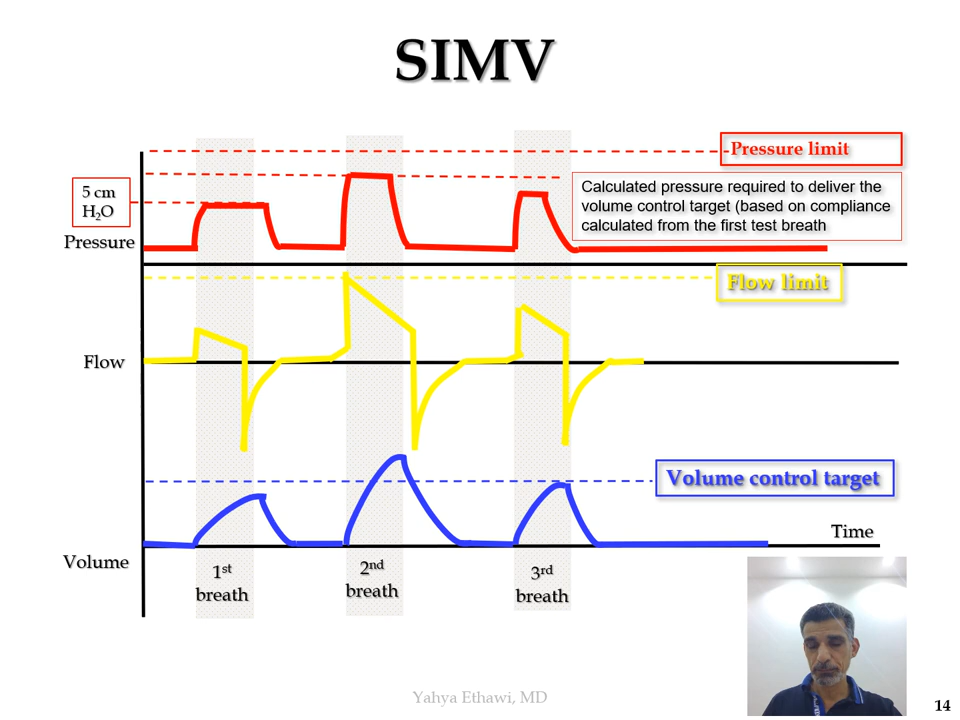 SIMV
Pressure limit
5 cm
H₂O
Calculated pressure required to deliver the
volume control target (based on compliance
calculated from the first test breath
Pressure
Flow limit
Flow
Volume control target
Time
Volume
1st
breath
2nd
breath
3rd
breath
Yahya Ethawi, MD
14